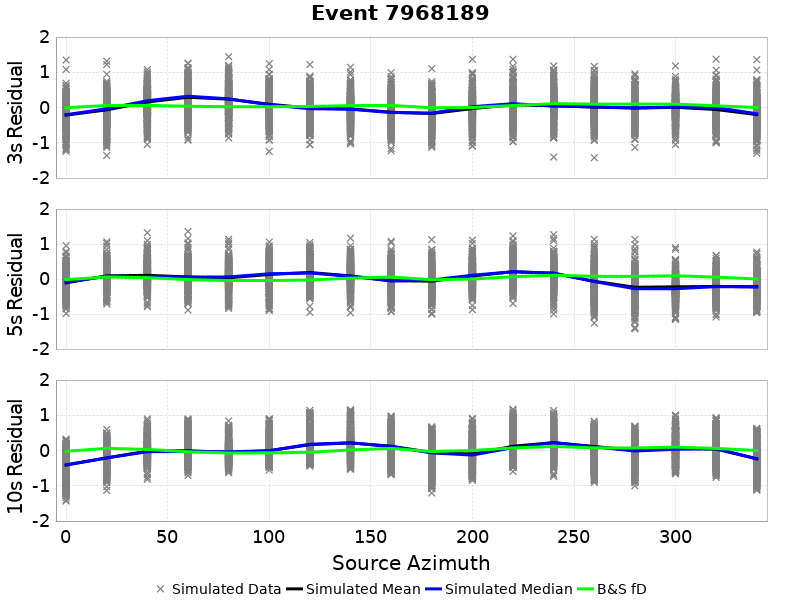 Event 7968189
2
1
0
-1
-2
3s Residual
2
1
0
-1
-2
5s Residual
2
1
0
-1
-2
10s Residual
0 50 100 150 200 250 300
Source Azimuth
Simulated Data Simulated Mean Simulated Median B&S fD